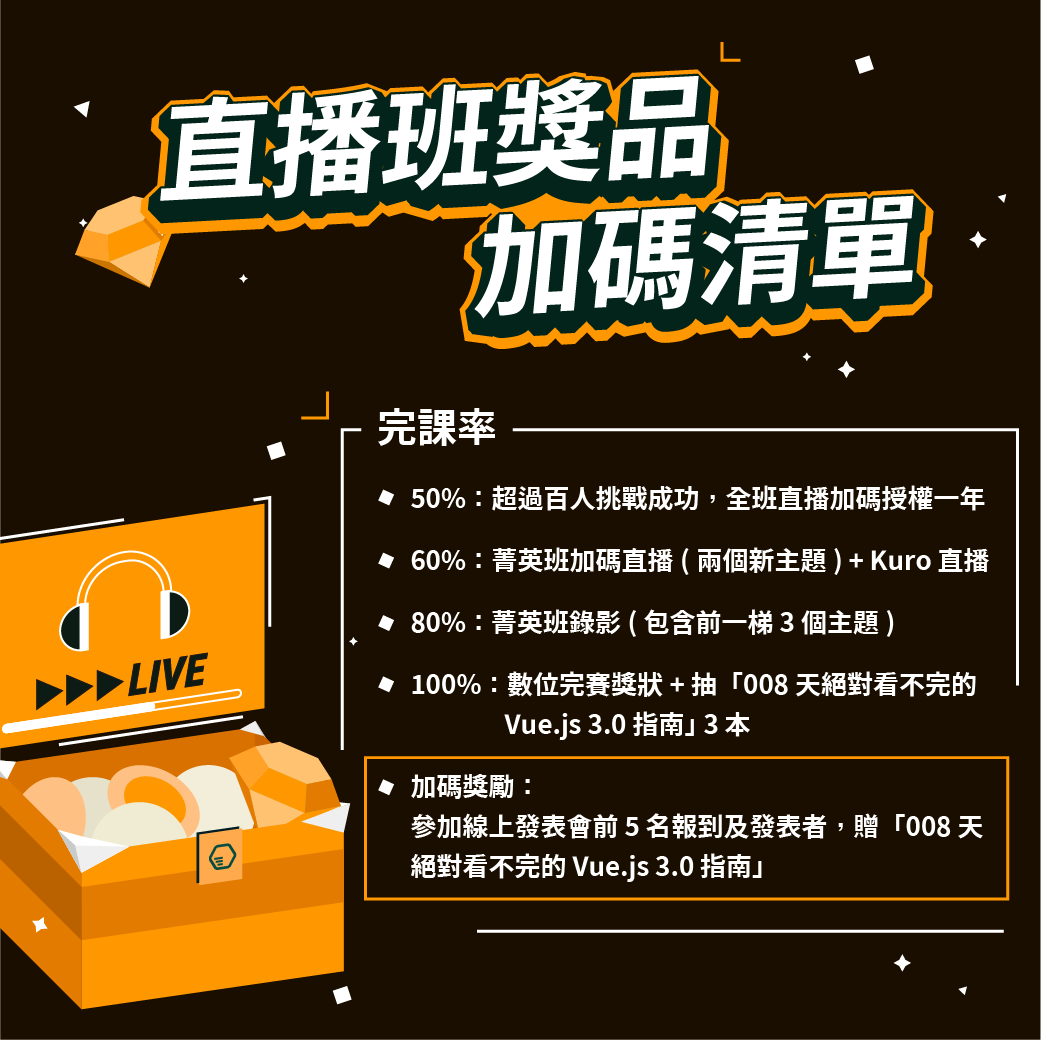 直播班獎品
加碼清單
完課率
50%：超過百人挑戰成功，全班直播加碼授權一年
60%：菁英班加碼直播 ( 兩個新主題 ) + Kuro 直播
80%：菁英班錄影 ( 包含前一梯 3 個主題 )
100%：數位完賽獎狀 + 抽「008 天絕對看不完的
Vue.js 3.0 指南」3 本
加碼獎勵：
參加線上發表會前 5 名報到及發表者，贈「008 天
絕對看不完的 Vue.js 3.0 指南」
LIVE